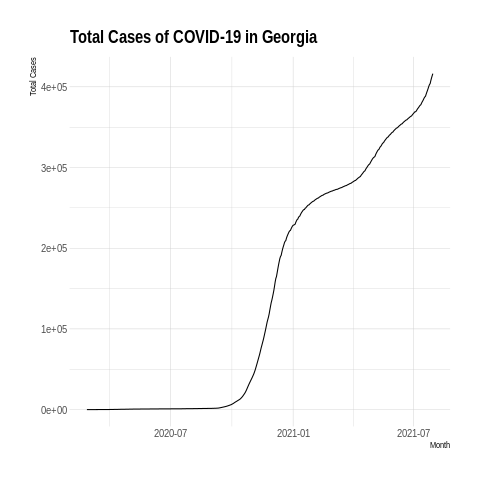 Total Cases of COVID-19 in Georgia
Total Cases
4e+05
3e+05
2e+05
1e+05
0e+00
2020-07 2021-01 2021-07
Month